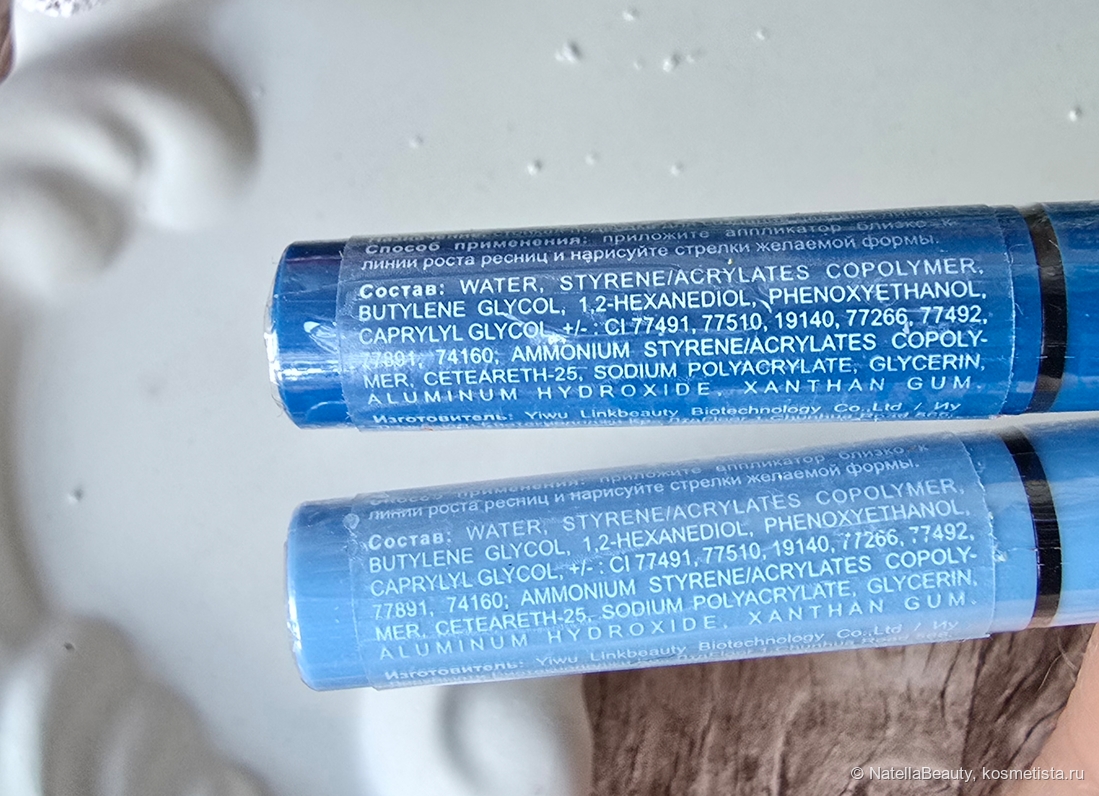 Способ применения: приложите аппликатор близко к
линии роста ресниц и нарисуйте стрелки желаемой формы.
Состав: WATER, STYRENE/ACRYLATES COPOLYMER,
BUTYLENE GLYCOL, 1,2-HEXANEDIOL, PHENOXYETHANOL,
CAPRYLYL GLYCOL, +/- : CI 77491, 77510, 19140, 77266, 77492,
77891, 74160; AMMONIUM STYRENE/ACRYLATES COPOLY-
MER, CETEARETH-25, SODIUM POLYACRYLATE, GLYCERIN,
ALUMINUM HYDROXIDE, XANTHAN GUM.
Изготовитель: Yiwu Linkbeauty Biotechnology Co.,Ltd / Иу
Способ применения: приложите аппликатор близко к
линии роста ресниц и нарисуйте стрелки желаемой формы.
Состав: WATER, STYRENE/ACRYLATES COPOLYMER,
BUTYLENE GLYCOL, 1,2-HEXANEDIOL, PHENOXYETHANOL,
CAPRYLYL GLYCOL, +/- : CI 77491, 77510, 19140, 77266, 77492,
77891, 74160; AMMONIUM STYRENE/ACRYLATES COPOLY-
MER, CETEARETH-25, SODIUM POLYACRYLATE, GLYCERIN,
ALUMINUM HYDROXIDE, XANTHAN GUM.
Изготовитель: Yiwu Linkbeauty Biotechnology Co.,Ltd / Иу
© NatellaBeauty, kosmetista.ru